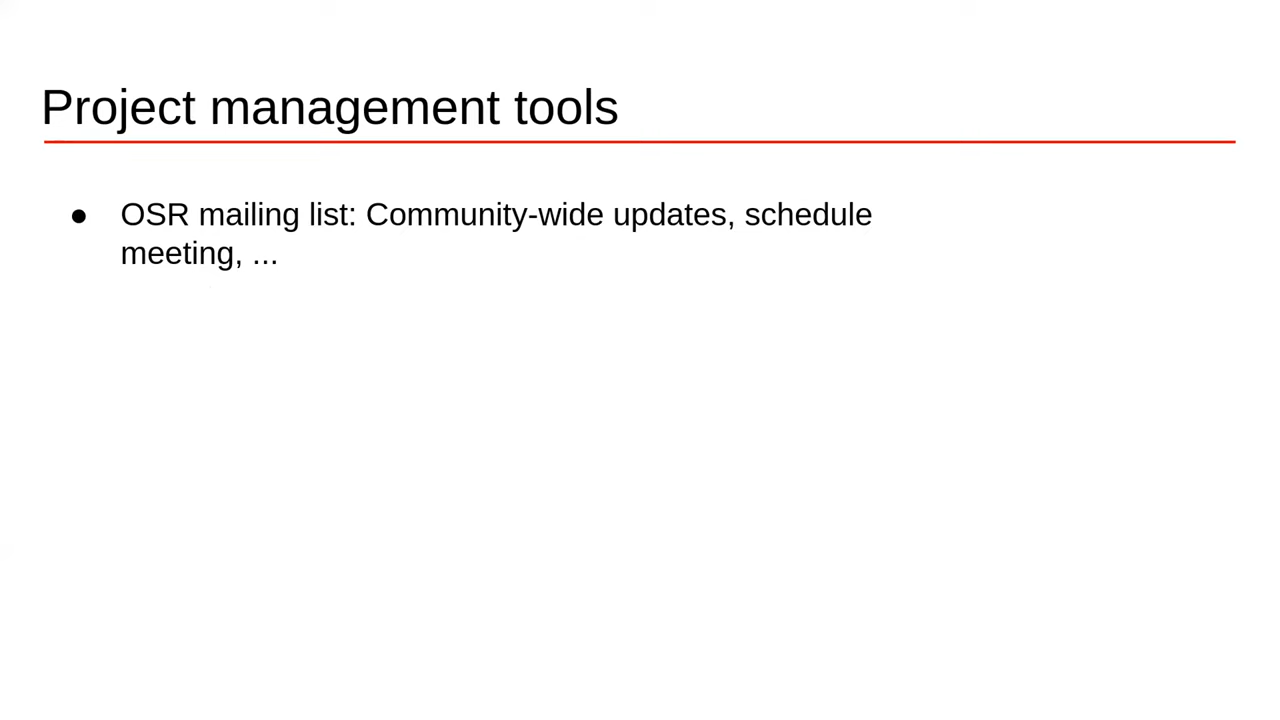 Project management tools
● OSR mailing list: Community-wide updates, schedule
meeting, ...